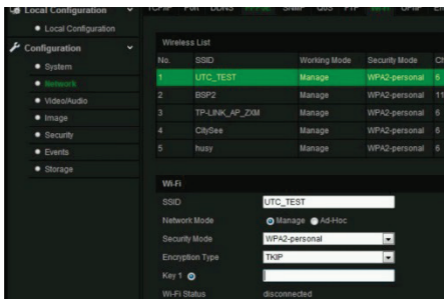 Local Configuration
TCP/IP Port DDNS PPPoE SNMP QoS FTP Wi-Fi UPnP
Local Configuration
Configuration
System
Network
Video/Audio
Image
Security
Events
Storage
Wireless List
No. SSID Working Mode Security Mode
1 UTC_TEST Manage WPA2-personal 6
2 BSP2 Manage WPA2-personal 11
3 TP-LINK_AP_ZXM Manage WPA2-personal 6
4 CitySee Manage WPA2-personal 6
5 husy Manage WPA2-personal 6
Wi-Fi
SSID UTC_TEST
Network Mode Manage Ad-Hoc
Security Mode WPA2-personal
Encryption Type TKIP
Key 1
Wi-Fi Status disconnected